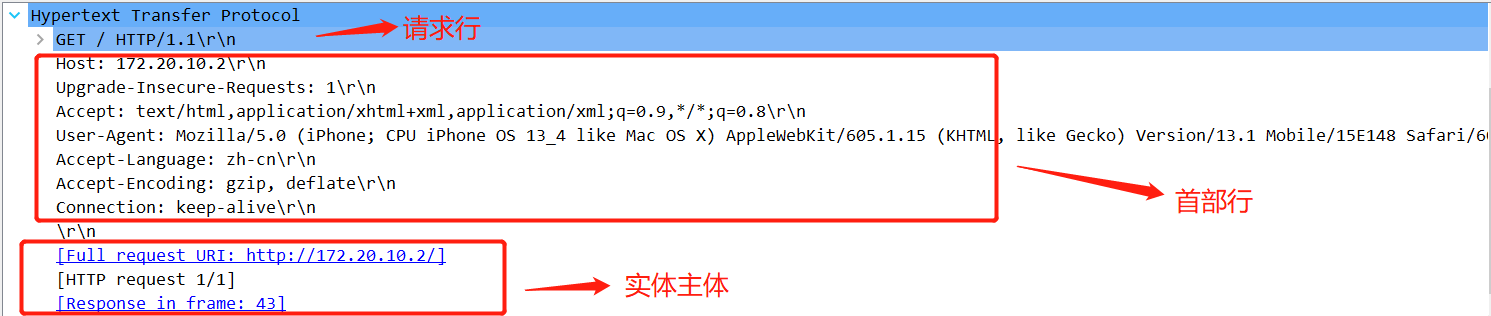 Hypertext Transfer Protocol
请求行
GET / HTTP/1.1\r\n
Host: 172.20.10.2\r\n
Upgrade-Insecure-Requests: 1\r\n
Accept: text/html,application/xhtml+xml,application/xml;q=0.9,*/*;q=0.8\r\n
User-Agent: Mozilla/5.0 (iPhone; CPU iPhone OS 13_4 like Mac OS X) AppleWebKit/605.1.15 (KHTML, like Gecko) Version/13.1 Mobile/15E148 Safari/6
Accept-Language: zh-cn\r\n
Accept-Encoding: gzip, deflate\r\n
首部行
Connection: keep-alive\r\n
\r\n
[Full request URI: http://172.20.10.2/]
[HTTP request 1/1]
实体主体
[Response in frame: 43]